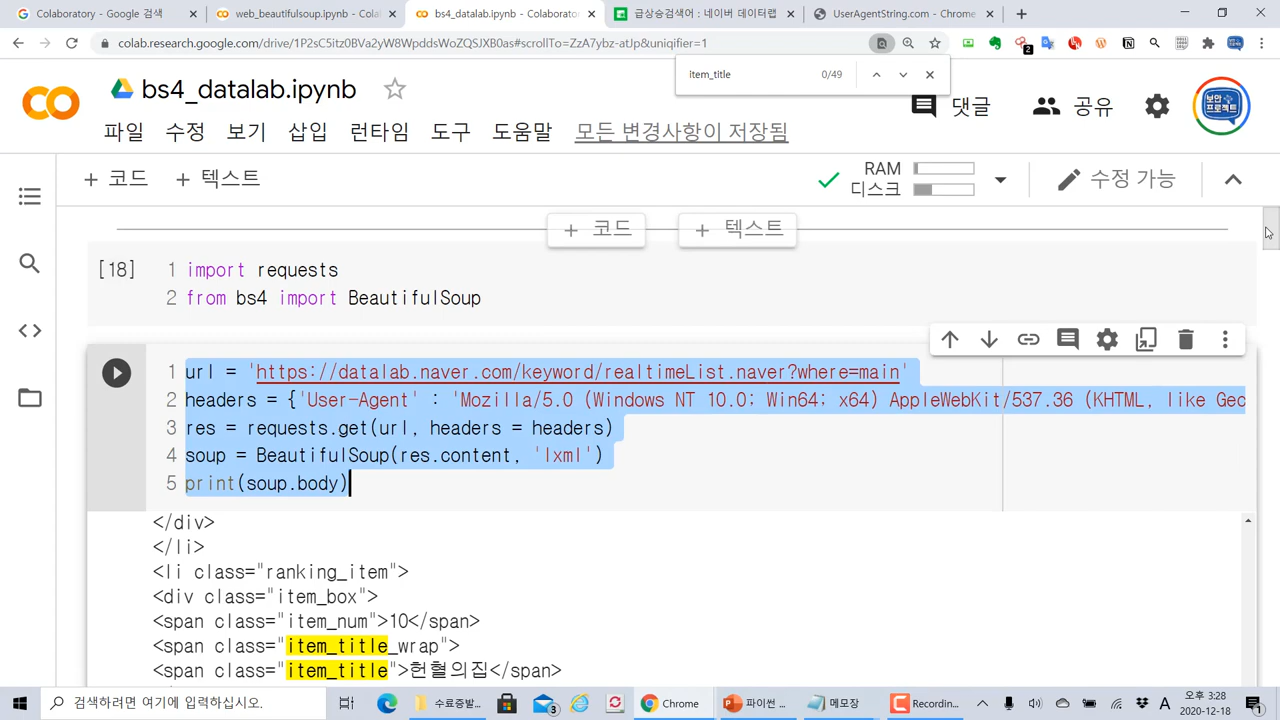 Colaboratory - Google 검색
web_beautifulsoup.ipynb - Colab
bs4_datalab.ipynb - Colaborator
급상승검색어 : 네이버 데이터랩
UserAgentString.com - Chrome
colab.research.google.com/drive/1P2sC5itz0BVa2yW8WpddsWoZQSJXB0as#scrollTo=ZzA7ybz-atJp&uniqifier=1
item_title 0/49
bs4_datalab.ipynb
댓글 공유
보안
프로젝트
파일 수정 보기 삽입 런타임 도구 도움말 모든 변경사항이 저장됨
+ 코드 + 텍스트
RAM
디스크
수정 가능
+ 코드 + 텍스트
[18]
1 import requests
2 from bs4 import BeautifulSoup
1 url = 'https://datalab.naver.com/keyword/realtimeList.naver?where=main'
2 headers = {'User-Agent' : 'Mozilla/5.0 (Windows NT 10.0; Win64; x64) AppleWebKit/537.36 (KHTML, like Gec
3 res = requests.get(url, headers = headers)
4 soup = BeautifulSoup(res.content, 'lxml')
5 print(soup.body)
</div>
</li>
<li class="ranking_item">
<div class="item_box">
<span class="item_num">10</span>
<span class="item_title_wrap">
<span class="item_title">헌혈의집</span>
검색하려면 여기에 입력하십시오.
수료증발...
Chrome
파이썬 ...
메모장
Recording...
A
오후 3:28
2020-12-18